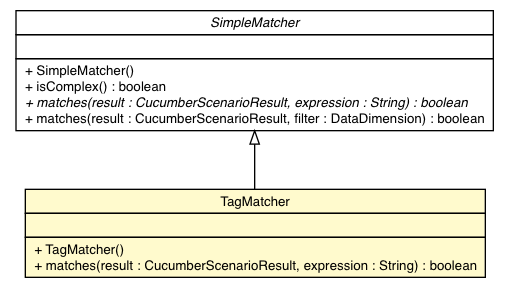 SimpleMatcher
+ SimpleMatcher()
+ isComplex() : boolean
+ matches(result : CucumberScenarioResult, expression : String) : boolean
+ matches(result : CucumberScenarioResult, filter : DataDimension) : boolean
TagMatcher
+ TagMatcher()
+ matches(result : CucumberScenarioResult, expression : String) : boolean